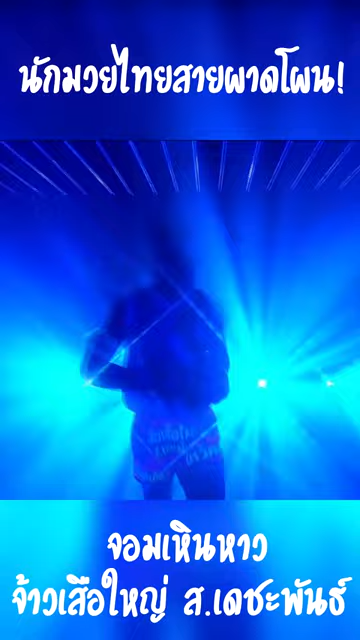 นักมวยไทยสายผาดโผน!
จอมเหินหาว
จ้าวเสือใหญ่ ส.เดชะพันธ์